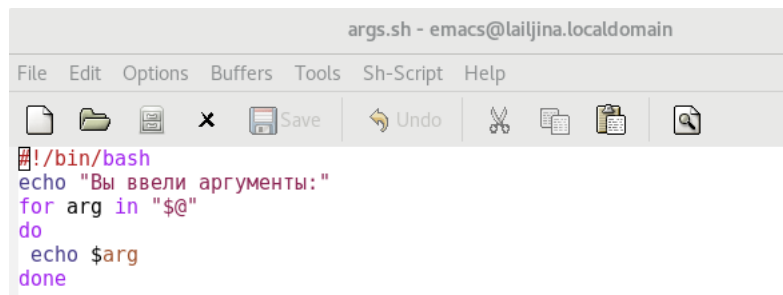 args.sh - emacs@lailjina.localdomain
File Edit Options Buffers Tools Sh-Script Help
Save Undo
#!/bin/bash
echo "Вы ввели аргументы:"
for arg in "$@"
do
 echo $arg
done